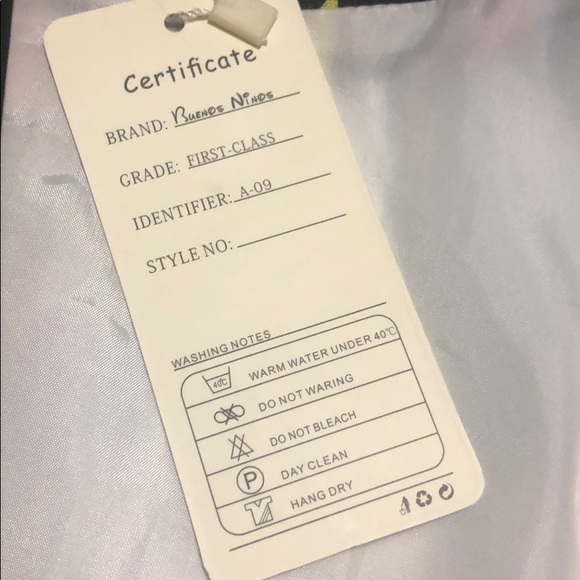 Certificate
BRAND: Buenos Ninos
GRADE: FIRST-CLASS
IDENTIFIER: A-09
STYLE NO:
WASHING NOTES
40℃ WARM WATER UNDER 40℃
DO NOT WARING
DO NOT BLEACH
P DAY CLEAN
HANG DRY